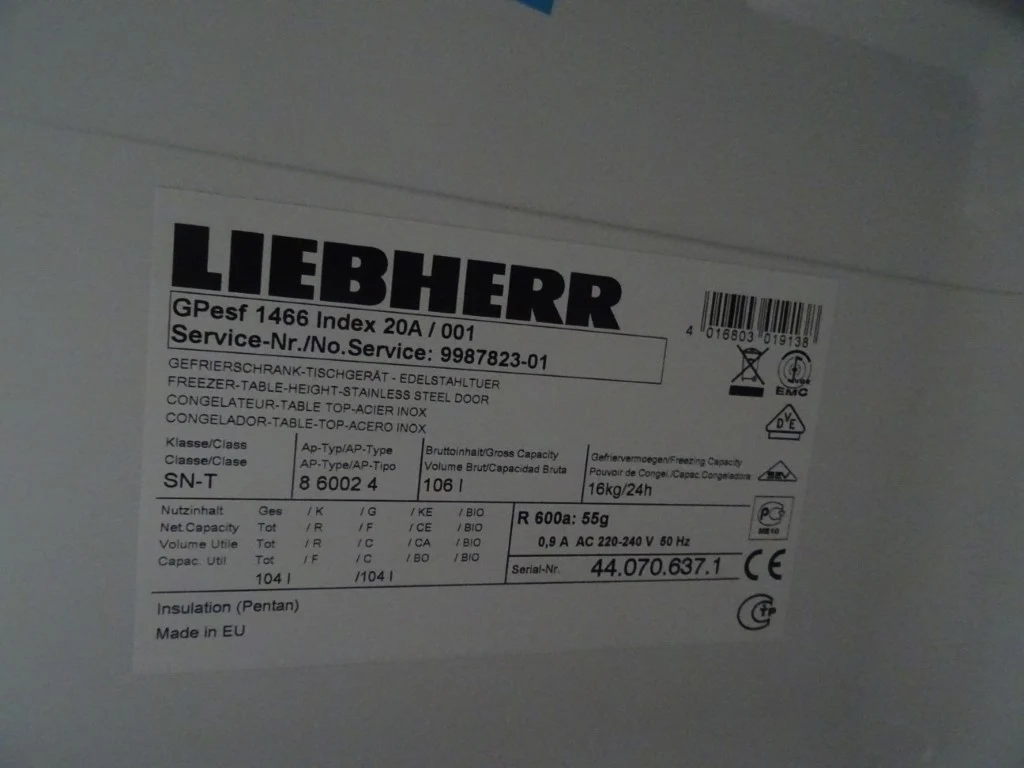 LIEBHERR
GPesf 1466 Index 20A / 001
Service-Nr./No.Service: 9987823-01
4 016803 019138
GEFRIERSCHRANK-TISCHGERÄT - EDELSTAHLTUER
FREEZER-TABLE-HEIGHT-STAINLESS STEEL DOOR
CONGELATEUR-TABLE TOP-ACIER INOX
CONGELADOR-TABLE-TOP-ACERO INOX
EMC
DVE
Klasse/Class
Classe/Clase
SN-T
Ap-Typ/AP-Type
AP-Type/AP-Tipo
8 6002 4
Bruttoinhalt/Gross Capacity
Volume Brut/Capacidad Bruta
106 l
Gefriervermoegen/Freezing Capacity
Pouvoir de Congel./Capac.Congeladora
16kg/24h
Nutzinhalt Ges / K / G / KE / BIO
Net.Capacity Tot / R / F / CE / BIO
Volume Utile Tot / R / C / CA / BIO
Capac. Util Tot / F / C / BO / BIO
104 l /104 l
R 600a: 55g
0,9 A AC 220-240 V 50 Hz
Serial-Nr. 44.070.637.1
CE
Insulation (Pentan)
Made in EU